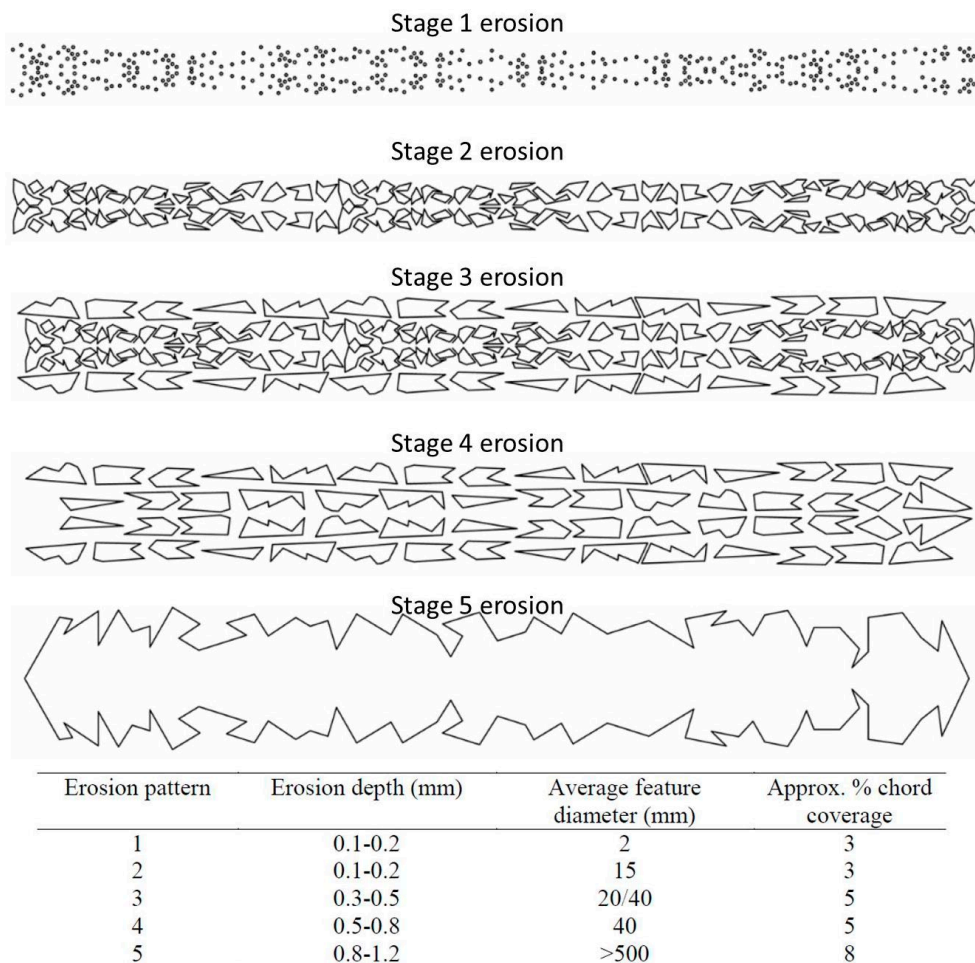 Stage 1 erosion
Stage 2 erosion
Stage 3 erosion
Stage 4 erosion
Stage 5 erosion
Erosion pattern Erosion depth (mm) Average feature Approx. % chord
diameter (mm) coverage
1 0.1-0.2 2 3
2 0.1-0.2 15 3
3 0.3-0.5 20/40 5
4 0.5-0.8 40 5
5 0.8-1.2 >500 8